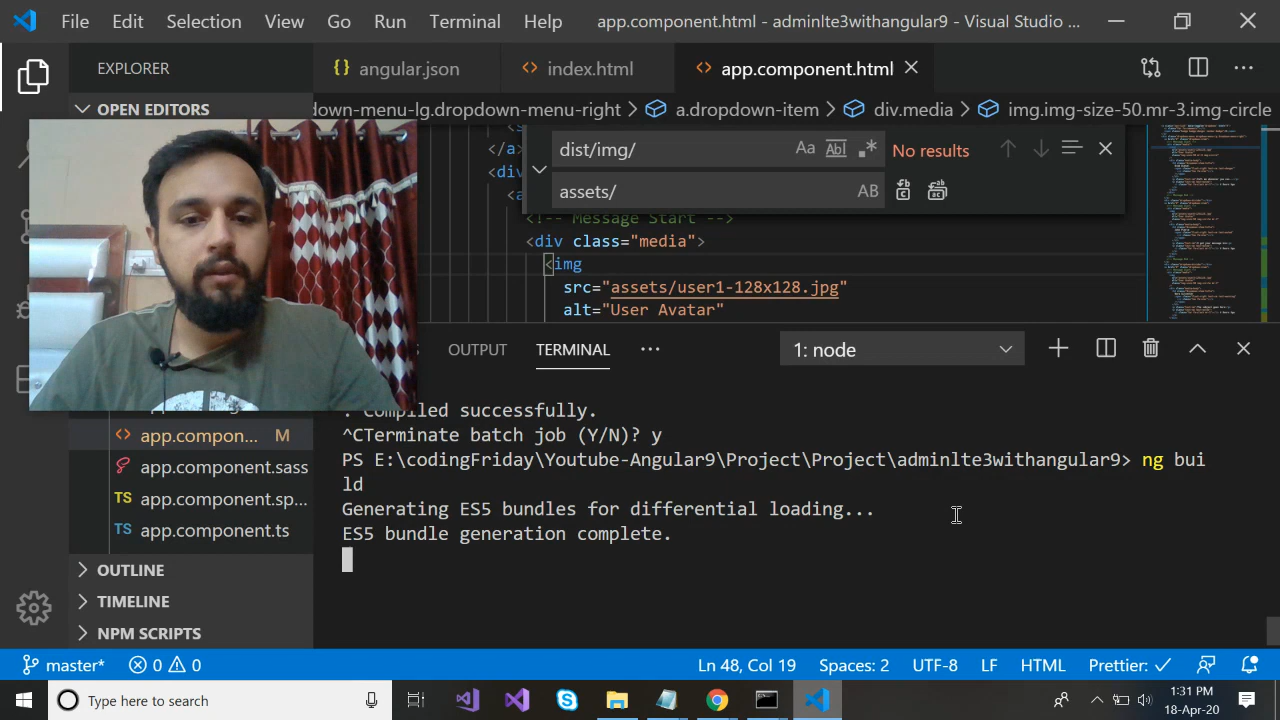 File Edit Selection View Go Run Terminal Help app.component.html - adminlte3withangular9 - Visual Studio ...
EXPLORER
{} angular.json <> index.html <> app.component.html
OPEN EDITORS
down-menu-lg.dropdown-menu-right a.dropdown-item div.media img.img-size-50.mr-3.img-circle
dist/img/ Aa Abl .* No results
assets/ AB
</a
<div
<a
<!-- Message Start -->
<div class="media">
<img
src="assets/user1-128x128.jpg"
alt="User Avatar"
OUTPUT TERMINAL ... 1: node
: Compiled successfully.
^CTerminate batch job (Y/N)? y
PS E:\codingFriday\Youtube-Angular9\Project\Project\adminlte3withangular9> ng bui
ld
Generating ES5 bundles for differential loading...
ES5 bundle generation complete.
<> app.compon... M
app.component.sass
TS app.component.sp...
TS app.component.ts
OUTLINE
TIMELINE
NPM SCRIPTS
master* 0 0 Ln 48, Col 19 Spaces: 2 UTF-8 LF HTML Prettier: ✓
Type here to search
1:31 PM
18-Apr-20